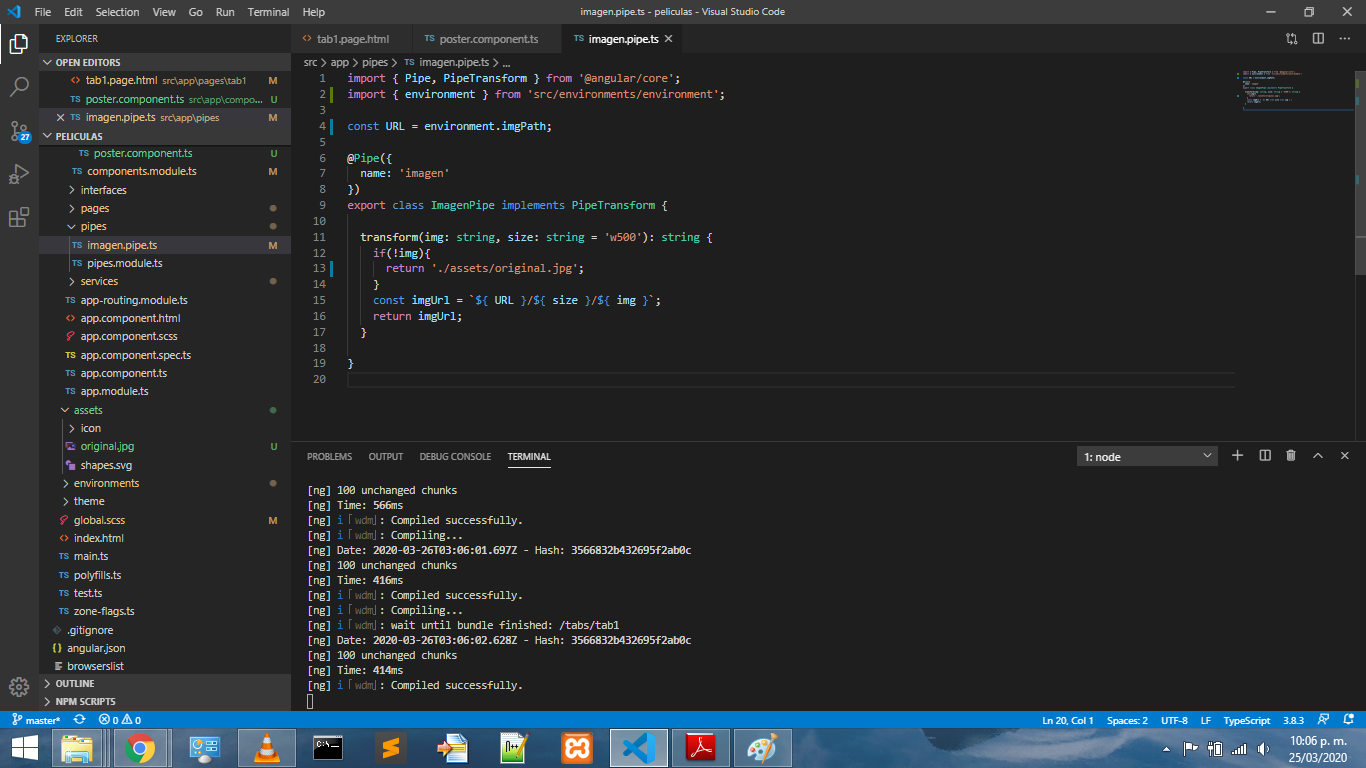 File Edit Selection View Go Run Terminal Help
imagen.pipe.ts - peliculas - Visual Studio Code
EXPLORER
OPEN EDITORS
tab1.page.html src\app\pages\tab1 M
poster.component.ts src\app\compo... U
imagen.pipe.ts src\app\pipes M
27
PELICULAS
poster.component.ts U
components.module.ts M
interfaces
pages
pipes
imagen.pipe.ts M
pipes.module.ts
services
app-routing.module.ts
app.component.html
app.component.scss
app.component.spec.ts
app.component.ts
app.module.ts
assets
icon
original.jpg U
shapes.svg
environments
theme
global.scss M
index.html
main.ts
polyfills.ts
test.ts
zone-flags.ts
.gitignore
angular.json
browserslist
OUTLINE
NPM SCRIPTS
tab1.page.html
TS poster.component.ts
TS imagen.pipe.ts
src > app > pipes > TS imagen.pipe.ts > ...
1 import { Pipe, PipeTransform } from '@angular/core';
2 import { environment } from 'src/environments/environment';
3
4 const URL = environment.imgPath;
5
6 @Pipe({
7 name: 'imagen'
8 })
9 export class ImagenPipe implements PipeTransform {
10
11 transform(img: string, size: string = 'w500'): string {
12 if(!img){
13 return './assets/original.jpg';
14 }
15 const imgUrl = `${ URL }/${ size }/${ img }`;
16 return imgUrl;
17 }
18
19 }
20
PROBLEMS OUTPUT DEBUG CONSOLE TERMINAL
1: node
[ng] 100 unchanged chunks
[ng] Time: 566ms
[ng] i「wdm」: Compiled successfully.
[ng] i「wdm」: Compiling...
[ng] Date: 2020-03-26T03:06:01.697Z - Hash: 3566832b432695f2ab0c
[ng] 100 unchanged chunks
[ng] Time: 416ms
[ng] i「wdm」: Compiled successfully.
[ng] i「wdm」: Compiling...
[ng] i「wdm」: wait until bundle finished: /tabs/tab1
[ng] Date: 2020-03-26T03:06:02.628Z - Hash: 3566832b432695f2ab0c
[ng] 100 unchanged chunks
[ng] Time: 414ms
[ng] i「wdm」: Compiled successfully.
master* 0 0
Ln 20, Col 1 Spaces: 2 UTF-8 LF TypeScript 3.8.3
10:06 p. m.
25/03/2020